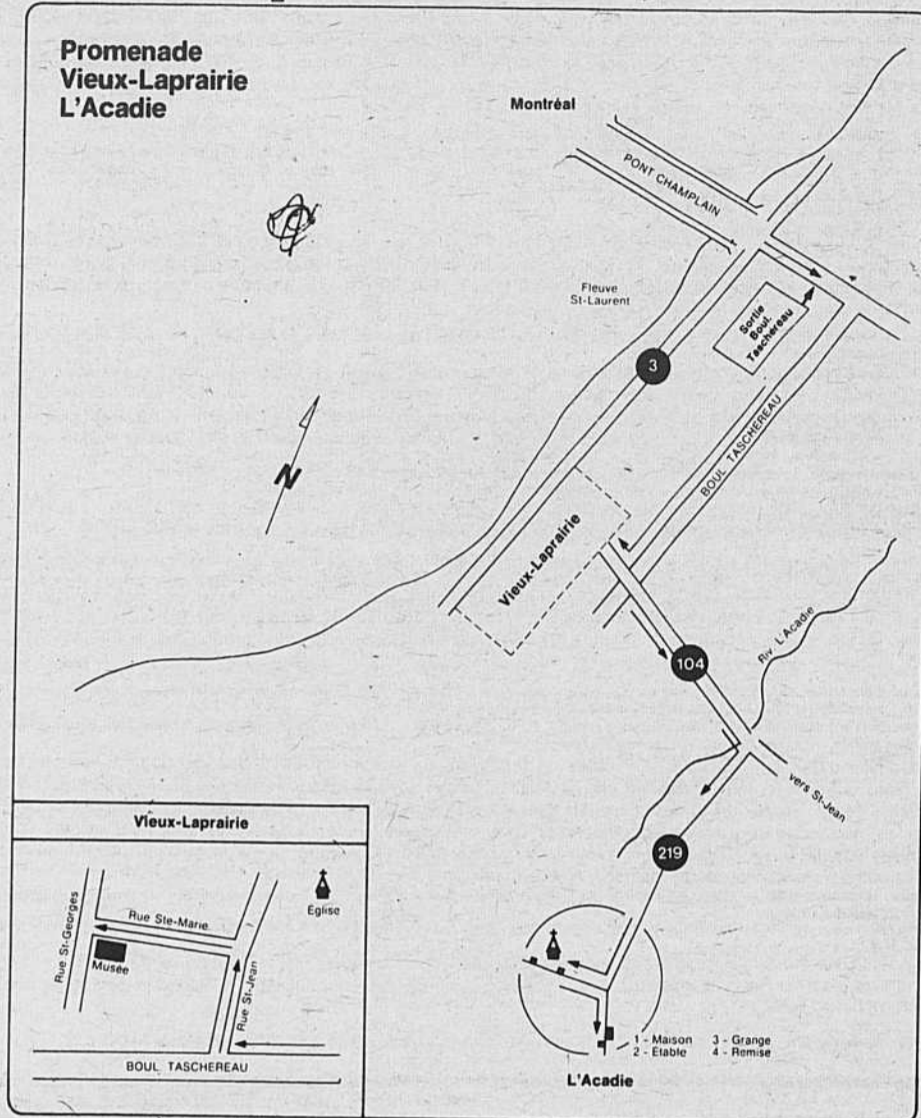 Promenade
Vieux-Laprairie
L'Acadie
Montréal
PONT CHAMPLAIN
Fleuve
St-Laurent
Sortie
Boul.
Taschereau
3
BOUL TASCHEREAU
N
Vieux-Laprairie
Riv L'Acadie
104
vers St-Jean
219
Vieux-Laprairie
Rue St-Georges
Rue Ste-Marie
Église
Musée
Rue St-Jean
BOUL TASCHEREAU
1 - Maison 3 - Grange
2 - Étable 4 - Remise
L'Acadie